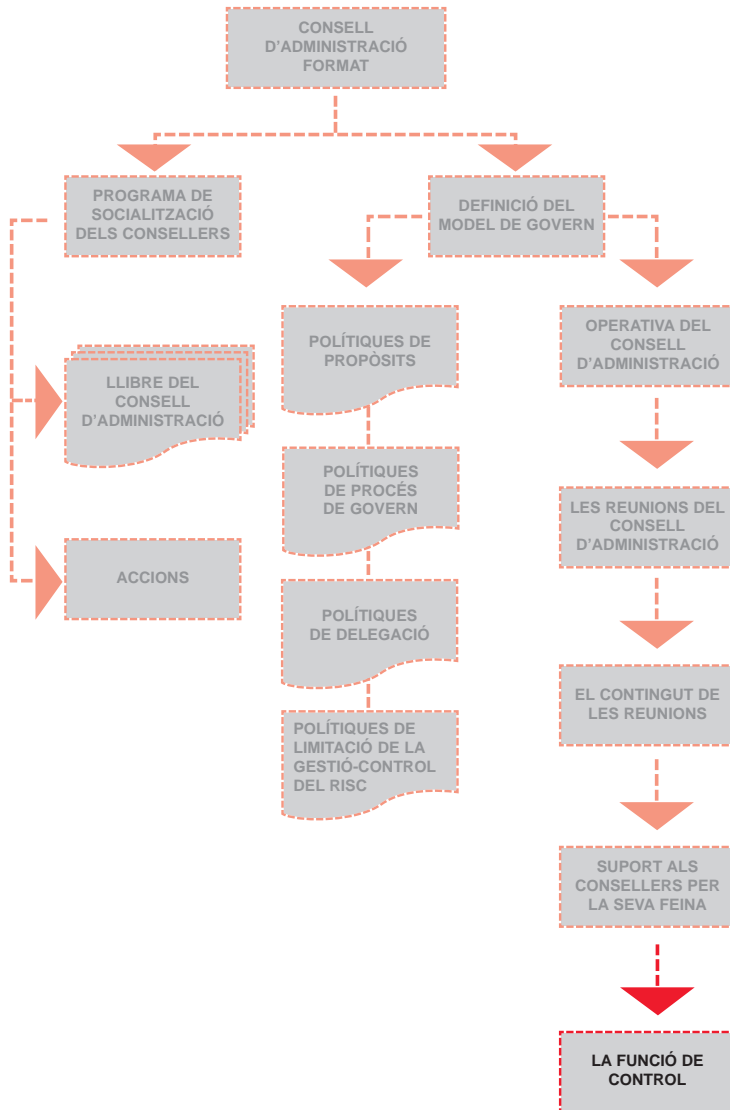 CONSELL
D’ADMINISTRACIÓ
FORMAT
PROGRAMA DE
SOCIALITZACIÓ
DELS CONSELLERS
DEFINICIÓ DEL
MODEL DE GOVERN
POLÍTIQUES DE
PROPÒSITS
OPERATIVA DEL
CONSELL
D’ADMINISTRACIÓ
LLIBRE DEL
CONSELL
D’ADMINISTRACIÓ
POLÍTIQUES
DE PROCÉS
DE GOVERN
LES REUNIONS DEL
CONSELL
D’ADMINISTRACIÓ
ACCIONS
POLÍTIQUES
DE DELEGACIÓ
EL CONTINGUT DE
LES REUNIONS
POLÍTIQUES DE
LIMITACIÓ DE LA
GESTIÓ-CONTROL
DEL RISC
SUPORT ALS
CONSELLERS PER
LA SEVA FEINA
LA FUNCIÓ DE
CONTROL